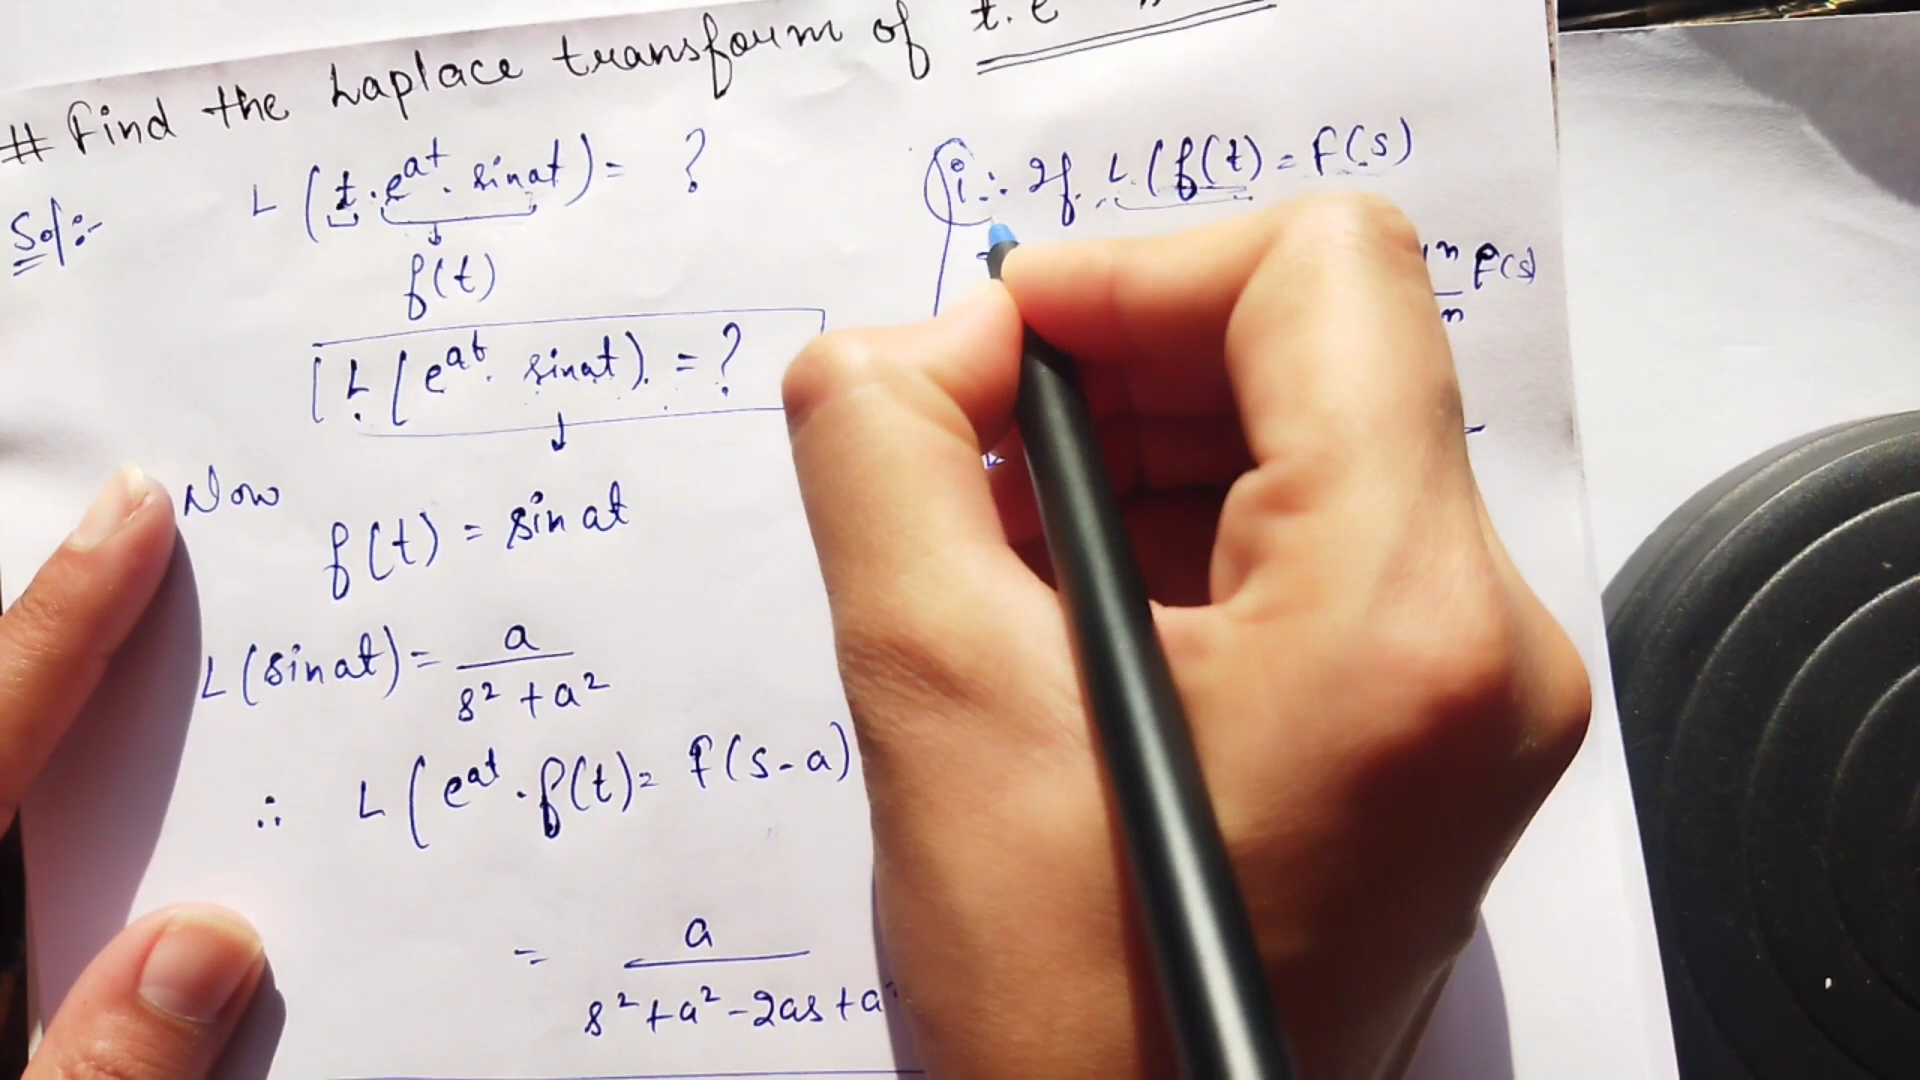 # Find the Laplace transform of t.e
Sol:- L(t.e^at. sinat) = ?
f(t)
L(e^at. sinat). = ?
Now
f(t) = sin at
L(sinat) = a / s² + a²
∴ L(e^at . f(t) = F(s-a)
= a / s² + a² - 2as + a
i ∴ If L(f(t) = F(s)
n F(s)
n